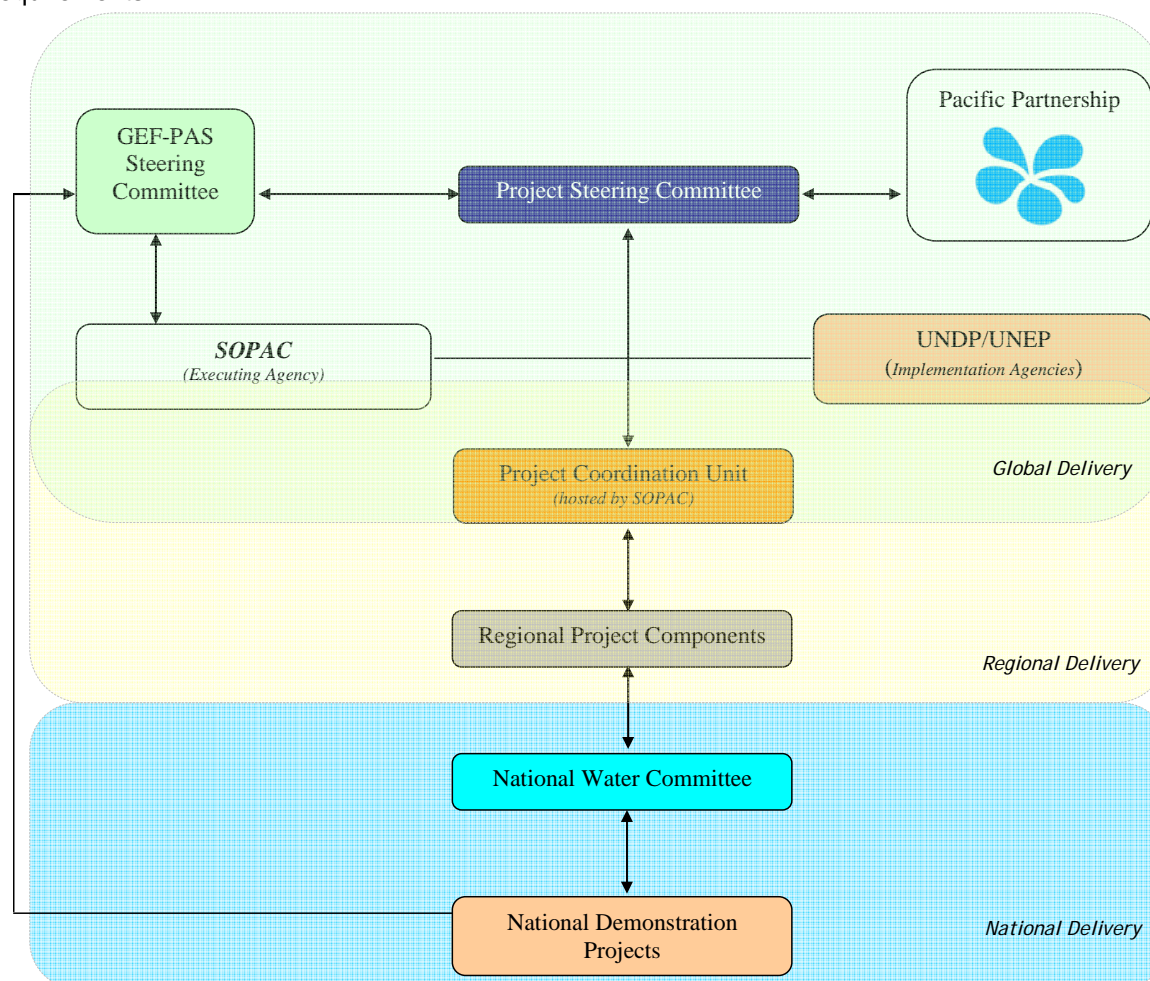 Pacific Partnership
GEF-PAS
Steering
Committee
Project Steering Committee
SOPAC
(Executing Agency)
UNDP/UNEP
(Implementation Agencies)
Project Coordination Unit
(hosted by SOPAC)
Global Delivery
Regional Project Components
Regional Delivery
National Water Committee
National Demonstration
Projects
National Delivery